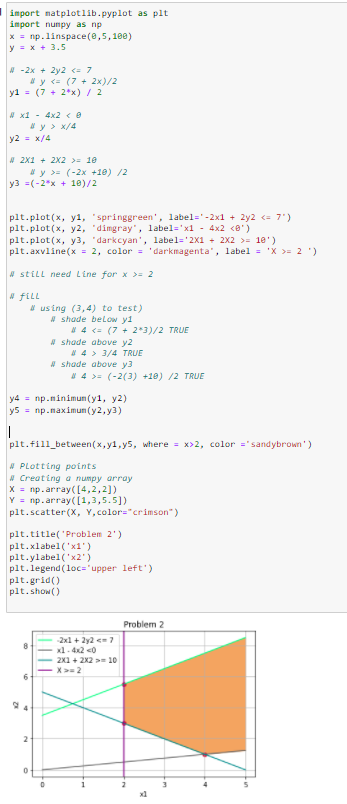 import matplotlib.pyplot as plt
import numpy as np
x = np.linspace(0,5,100)
y = x + 3.5
# -2x + 2y2 <= 7
# y <= (7 + 2x)/2
y1 = (7 + 2*x) / 2
# x1 - 4x2 < 0
# y > x/4
y2 = x/4
# 2X1 + 2X2 >= 10
# y >= (-2x +10) /2
y3 =(-2*x + 10)/2
plt.plot(x, y1, 'springgreen', label='-2x1 + 2y2 <= 7')
plt.plot(x, y2, 'dimgray', label='x1 - 4x2 <0')
plt.plot(x, y3, 'darkcyan', label='2X1 + 2X2 >= 10')
plt.axvline(x = 2, color = 'darkmagenta', label = 'X >= 2 ')
# still need line for x >= 2
# fill
# using (3,4) to test)
# shade below y1
# 4 <= (7 + 2*3)/2 TRUE
# shade above y2
# 4 > 3/4 TRUE
# shade above y3
# 4 >= (-2(3) +10) /2 TRUE
y4 = np.minimum(y1, y2)
y5 = np.maximum(y2,y3)
plt.fill_between(x,y1,y5, where = x>2, color ='sandybrown')
# Plotting points
# Creating a numpy array
X = np.array([4,2,2])
Y = np.array([1,3,5.5])
plt.scatter(X, Y,color="crimson")
plt.title('Problem 2')
plt.xlabel('x1')
plt.ylabel('x2')
plt.legend(loc='upper left')
plt.grid()
plt.show()
Problem 2
-2x1 + 2y2 <= 7
x1 - 4x2 <0
2X1 + 2X2 >= 10
X >= 2
8
6
4
2
0
x2
0 1 2 3 4 5
x1